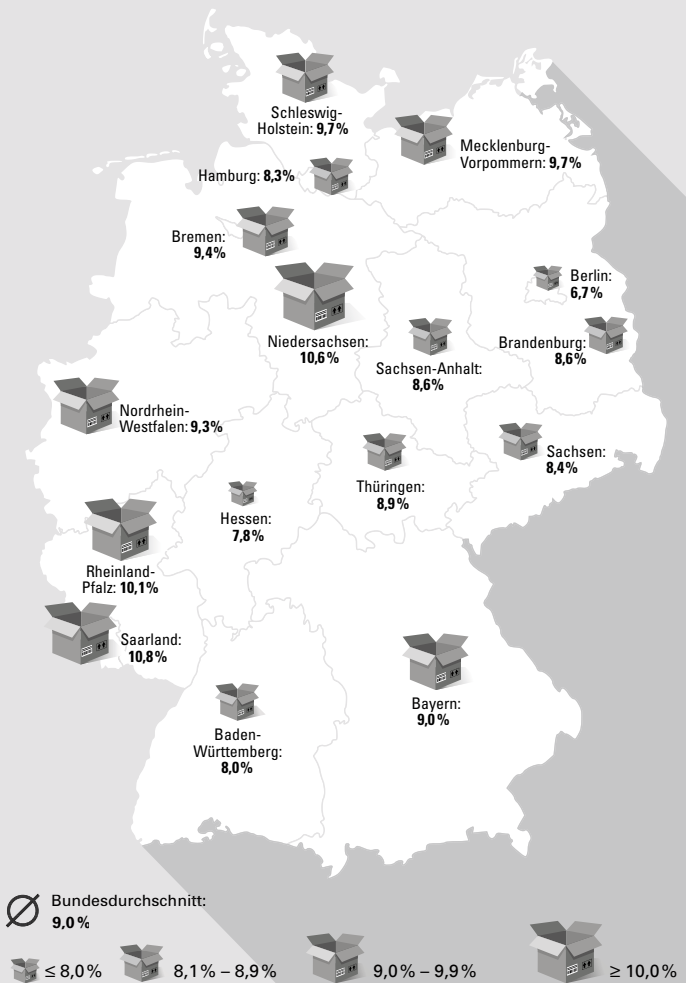 Schleswig-
Holstein: 9,7%
Mecklenburg-
Vorpommern: 9,7%
Hamburg: 8,3%
Bremen:
9,4%
Berlin:
6,7%
Niedersachsen:
10,6%
Brandenburg:
8,6%
Sachsen-Anhalt:
8,6%
Nordrhein-
Westfalen: 9,3%
Sachsen:
8,4%
Thüringen:
8,9%
Hessen:
7,8%
Rheinland-
Pfalz: 10,1%
Saarland:
10,8%
Bayern:
9,0%
Baden-
Württemberg:
8,0%
Bundesdurchschnitt:
9,0%
≤ 8,0% 8,1% – 8,9% 9,0% – 9,9% ≥ 10,0%